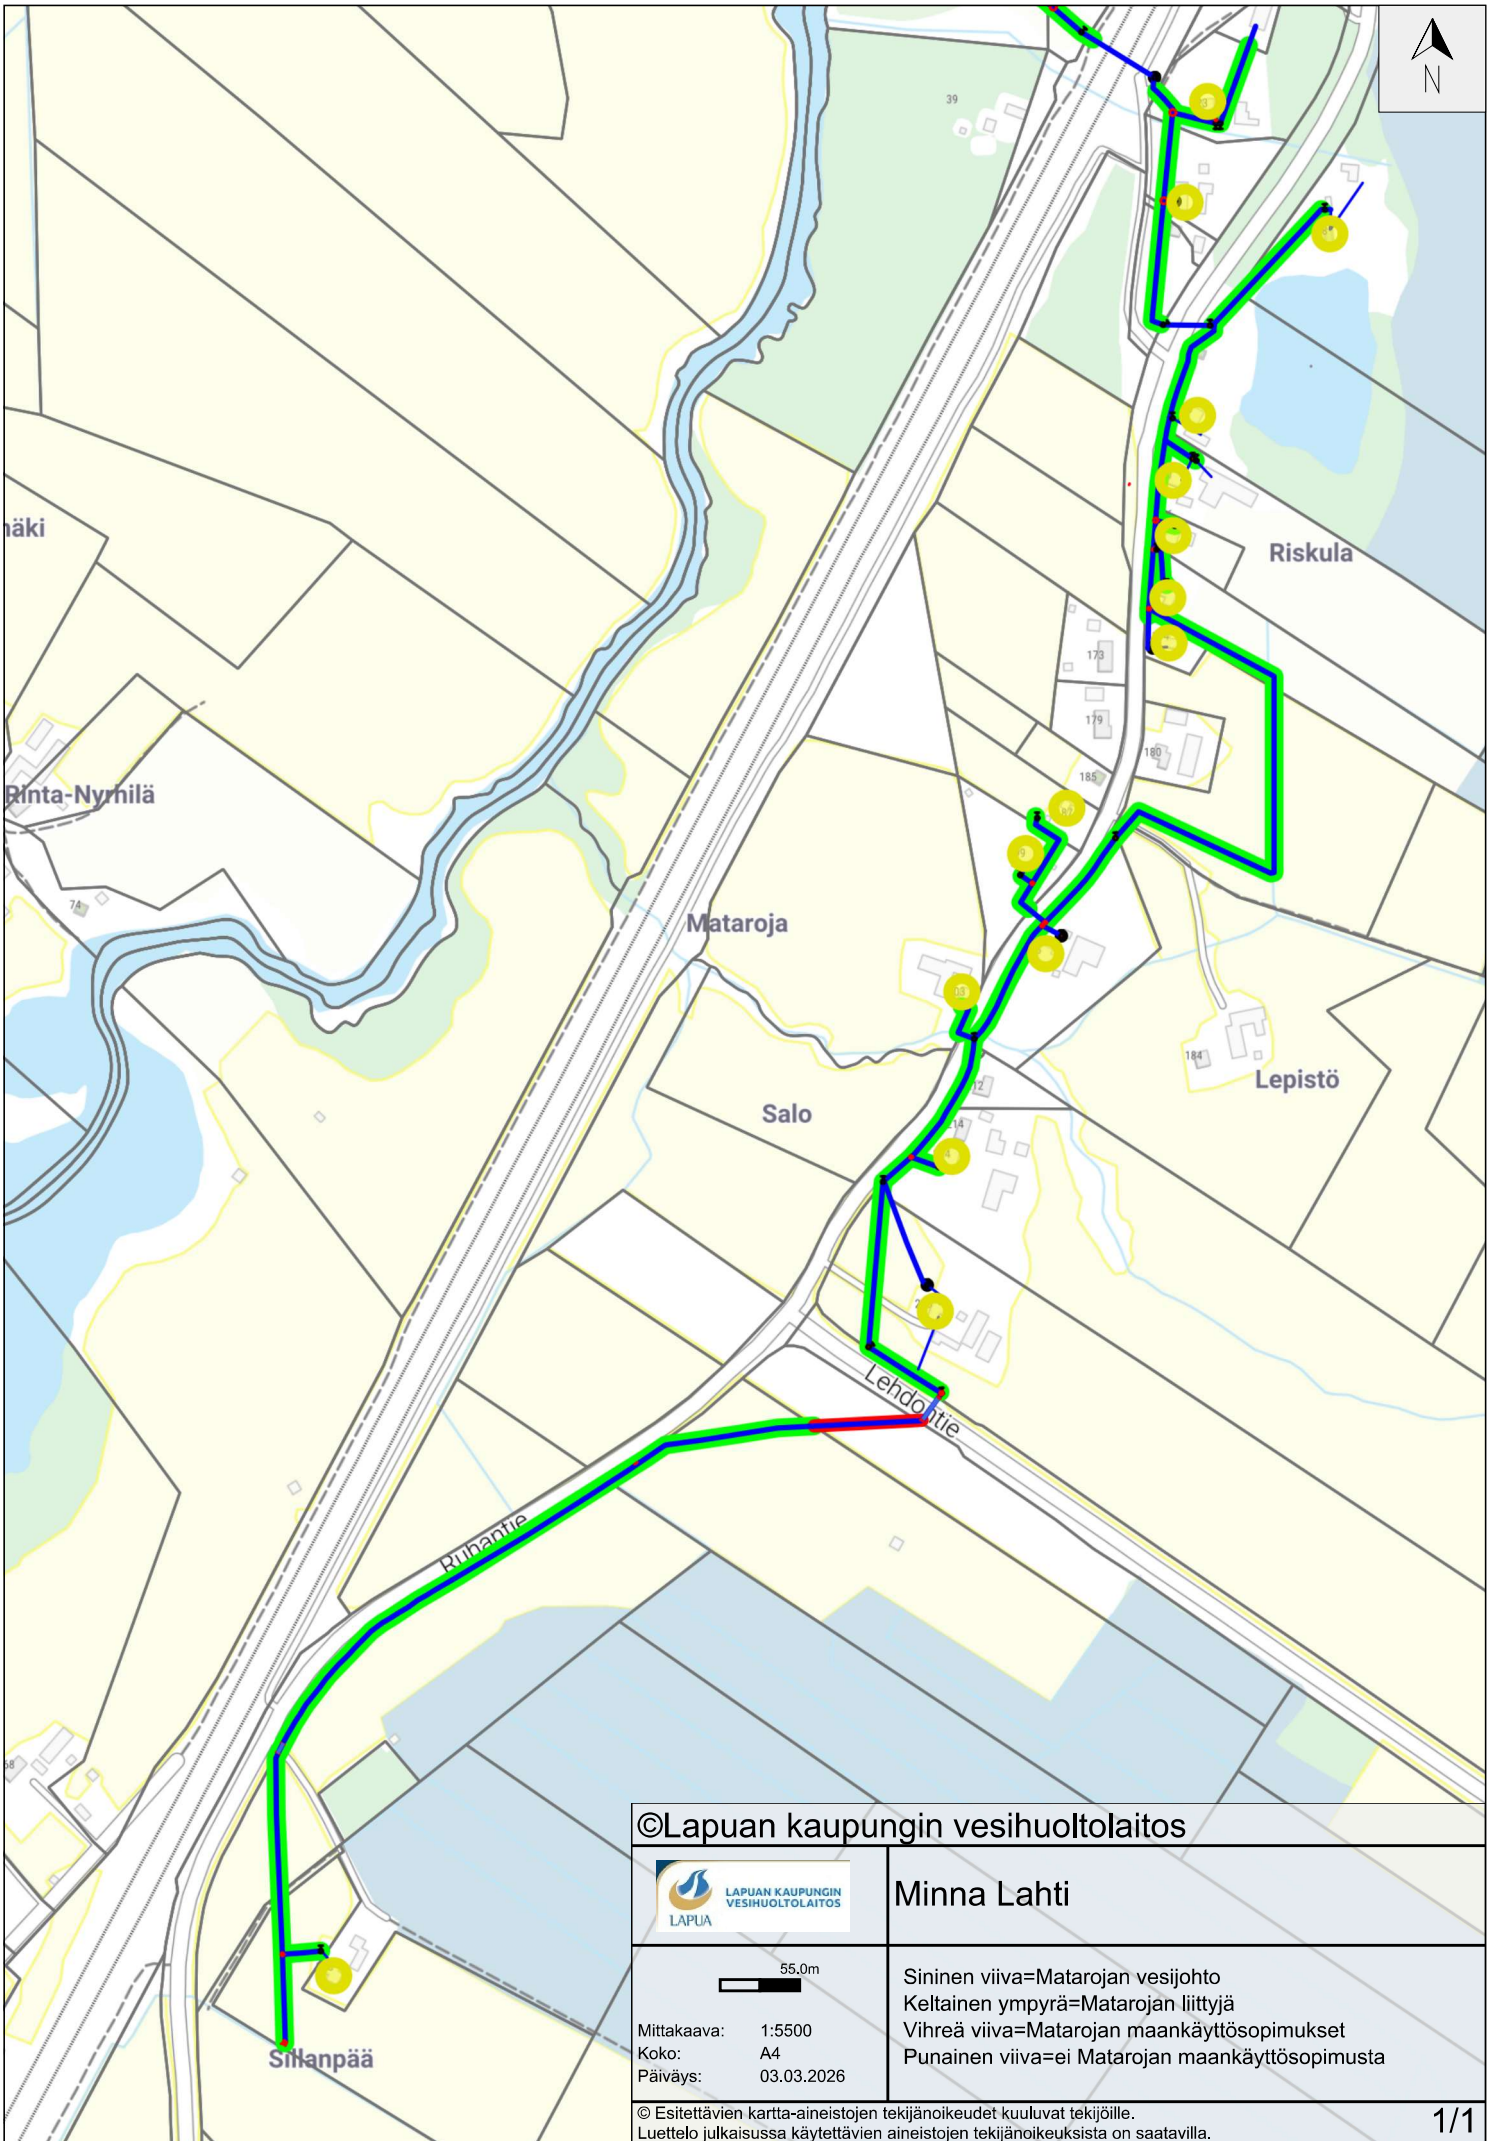 N
39
Riskula
173
179
180
185
Rinta-Nyrhilä
74
Mataroja
184
Lepistö
Salo
Lehdontie
Ruhantie
68
Sillanpää
©Lapuan kaupungin vesihuoltolaitos
LAPUAN KAUPUNGIN
VESIHUOLTOLAITOS
LAPUA
Minna Lahti
55.0m
Mittakaava: 1:5500
Koko: A4
Päiväys: 03.03.2026
Sininen viiva=Matarojan vesijohto
Keltainen ympyrä=Matarojan liittyjä
Vihreä viiva=Matarojan maankäyttösopimukset
Punainen viiva=ei Matarojan maankäyttösopimusta
© Esitettävien kartta-aineistojen tekijänoikeudet kuuluvat tekijöille.
Luettelo julkaisussa käytettävien aineistojen tekijänoikeuksista on saatavilla.
1/1